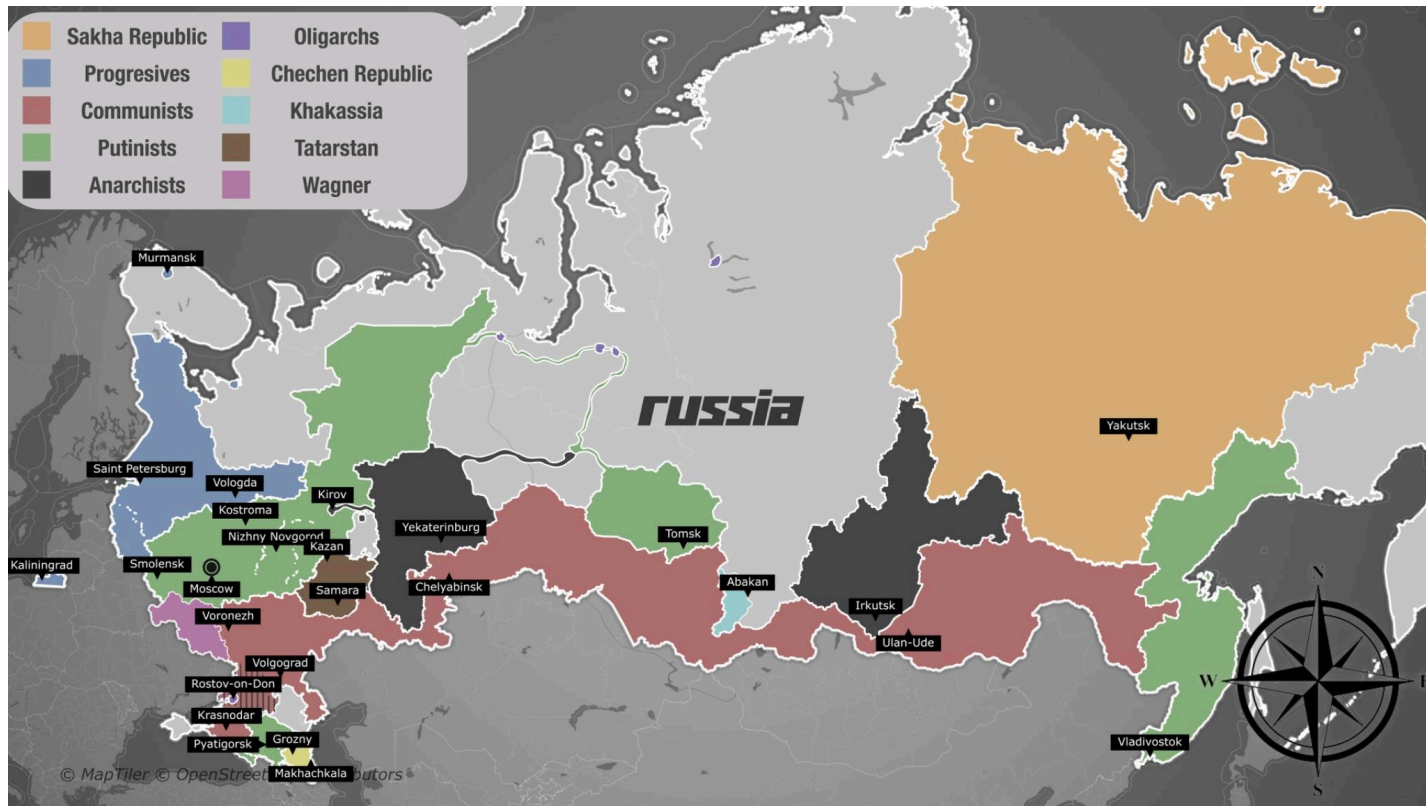 Sakha Republic
Oligarchs
Progresives
Chechen Republic
Communists
Khakassia
Putinists
Tatarstan
Anarchists
Wagner
Murmansk
russia
Yakutsk
Saint Petersburg
Vologda
Kirov
Kostroma
Yekaterinburg
Nizhny Novgorod
Tomsk
Kazan
Kaliningrad
Smolensk
N
Moscow
Samara
Chelyabinsk
Abakan
Irkutsk
Voronezh
Ulan-Ude
Volgograd
W
E
Rostov-on-Don
Krasnodar
Grozny
Pyatigorsk
Vladivostok
Makhachkala
© MapTiler © OpenStreet
butors
S